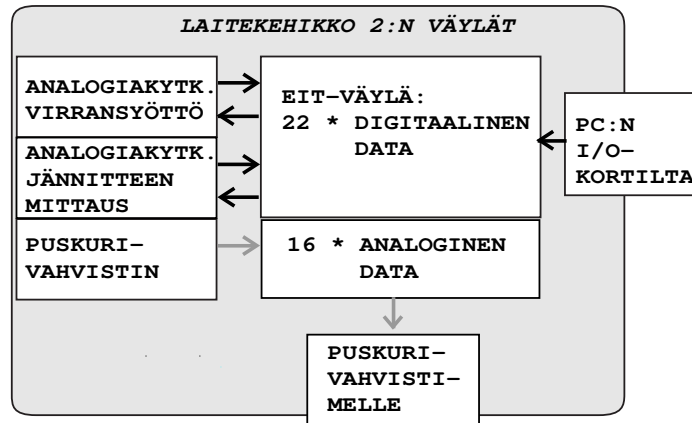 LAITEKEHIKKO 2:N VÄYLÄT
ANALOGIAKYTK.
VIRRANSYÖTTÖ
ANALOGIAKYTK.
JÄNNITTEEN
MITTAUS
PUSKURI-
VAHVISTIN
EIT-VÄYLÄ:
22 * DIGITAALINEN
DATA
16 * ANALOGINEN
DATA
PC:N
I/O-
KORTILTA
PUSKURI-
VAHVISTI-
MELLE